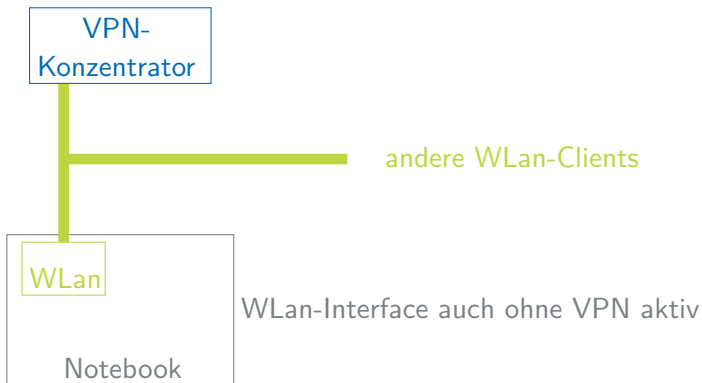 VPN-
Konzentrator
andere WLan-Clients
WLan
WLan-Interface auch ohne VPN aktiv
Notebook